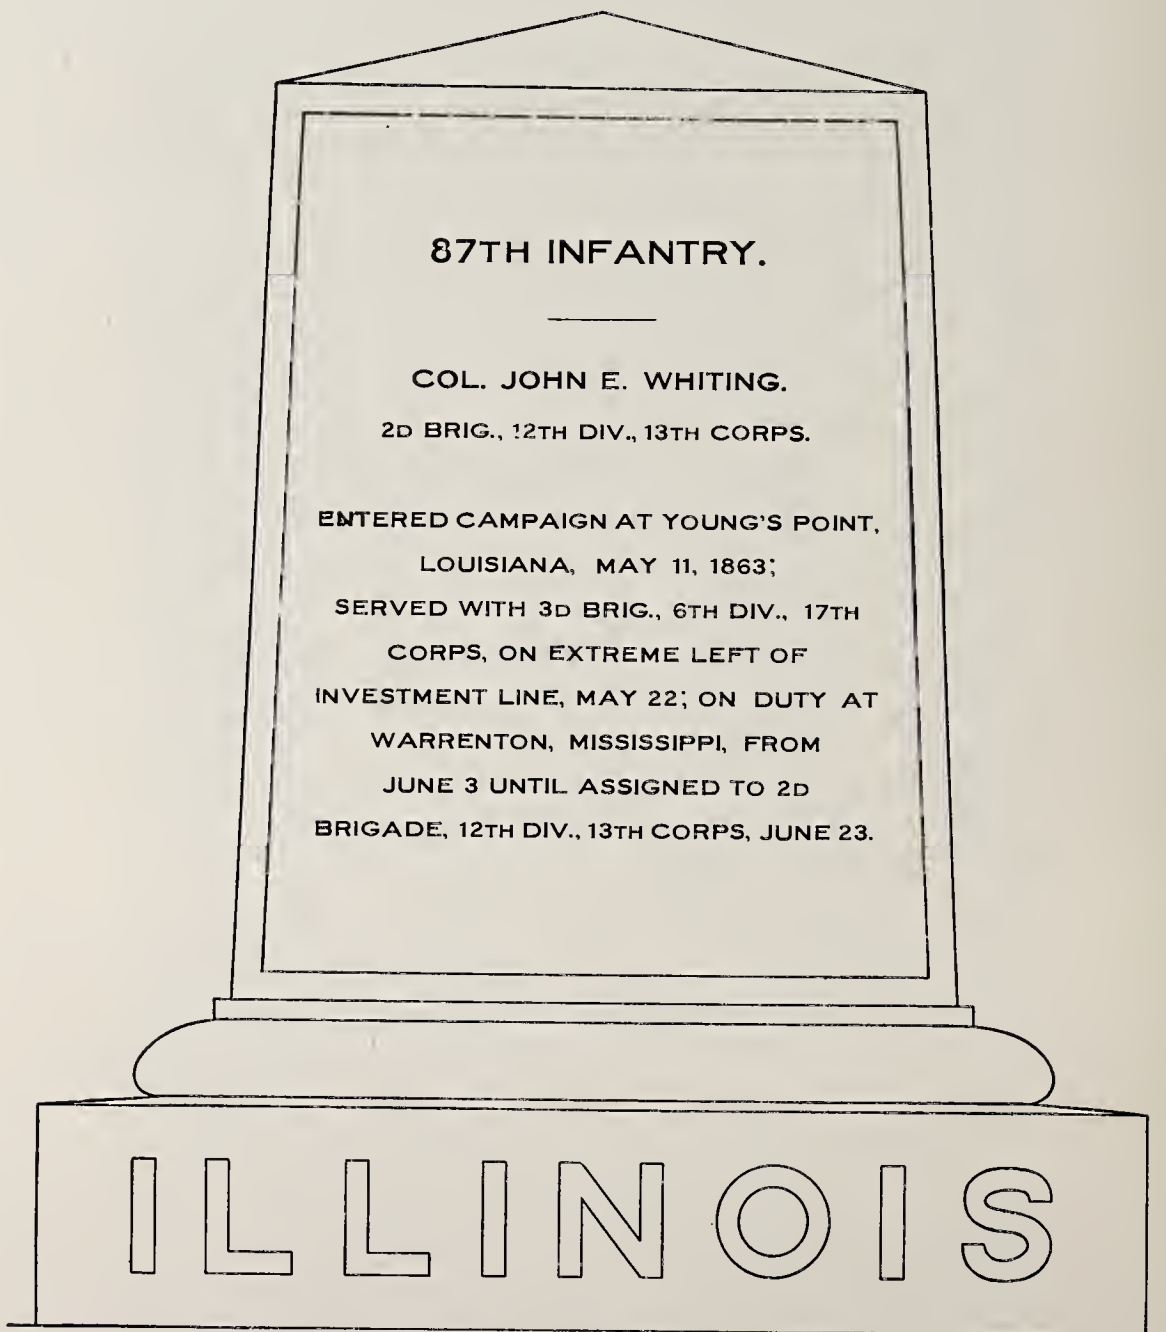 87TH INFANTRY.
COL. JOHN E. WHITING.
2D BRIG., 12TH DIV., 13TH CORPS.
ENTERED CAMPAIGN AT YOUNG'S POINT,
LOUISIANA, MAY 11, 1863;
SERVED WITH 3D BRIG., 6TH DIV., 17TH
CORPS, ON EXTREME LEFT OF
INVESTMENT LINE, MAY 22; ON DUTY AT
WARRENTON, MISSISSIPPI, FROM
JUNE 3 UNTIL ASSIGNED TO 2D
BRIGADE, 12TH DIV., 13TH CORPS, JUNE 23.
ILLINOIS